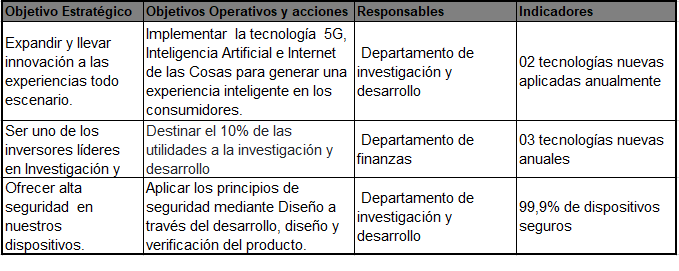 Objetivo Estratégico
Objetivos Operativos y acciones
Responsables
Indicadores
Expandir y llevar
innovación a las
experiencias todo
escenario.
Implementar la tecnología 5G,
Inteligencia Artificial e Internet
de las Cosas para generar una
experiencia inteligente en los
consumidores.
Departamento de
investigación y
desarrollo
02 tecnologías nuevas
aplicadas anualmente
Ser uno de los
inversores líderes
en Investigación y
Destinar el 10% de las
utilidades a la investigación y
desarrollo
Departamento de
finanzas
03 tecnologías nuevas
anuales
Ofrecer alta
seguridad en
nuestros
dispositivos.
Aplicar los principios de
seguridad mediante Diseño a
través del desarrollo, diseño y
verificación del producto.
Departamento de
investigación y
desarrollo
99,9% de dispositivos
seguros